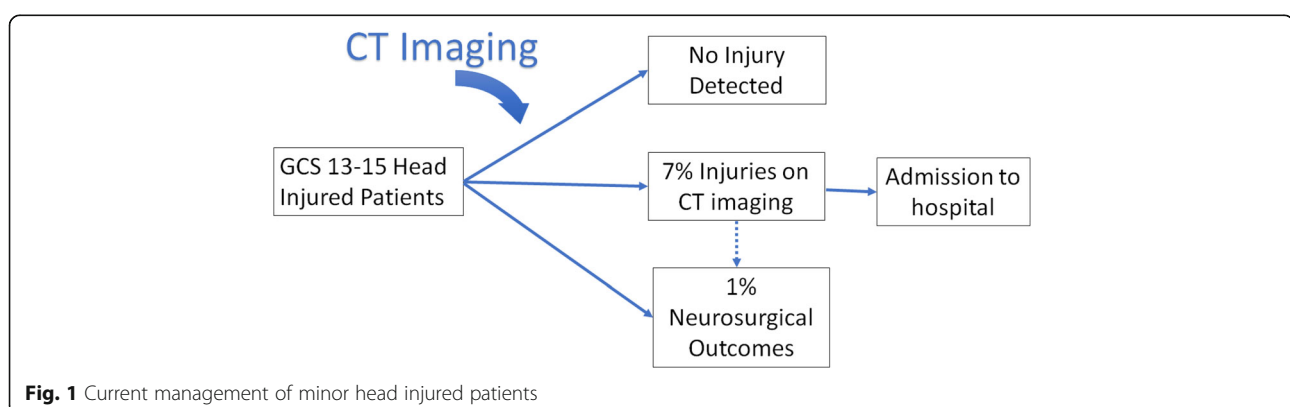 CT Imaging
No Injury
Detected
GCS 13-15 Head
Injured Patients
7% Injuries on
CT imaging
Admission to
hospital
1%
Neurosurgical
Outcomes
Fig. 1 Current management of minor head injured patients